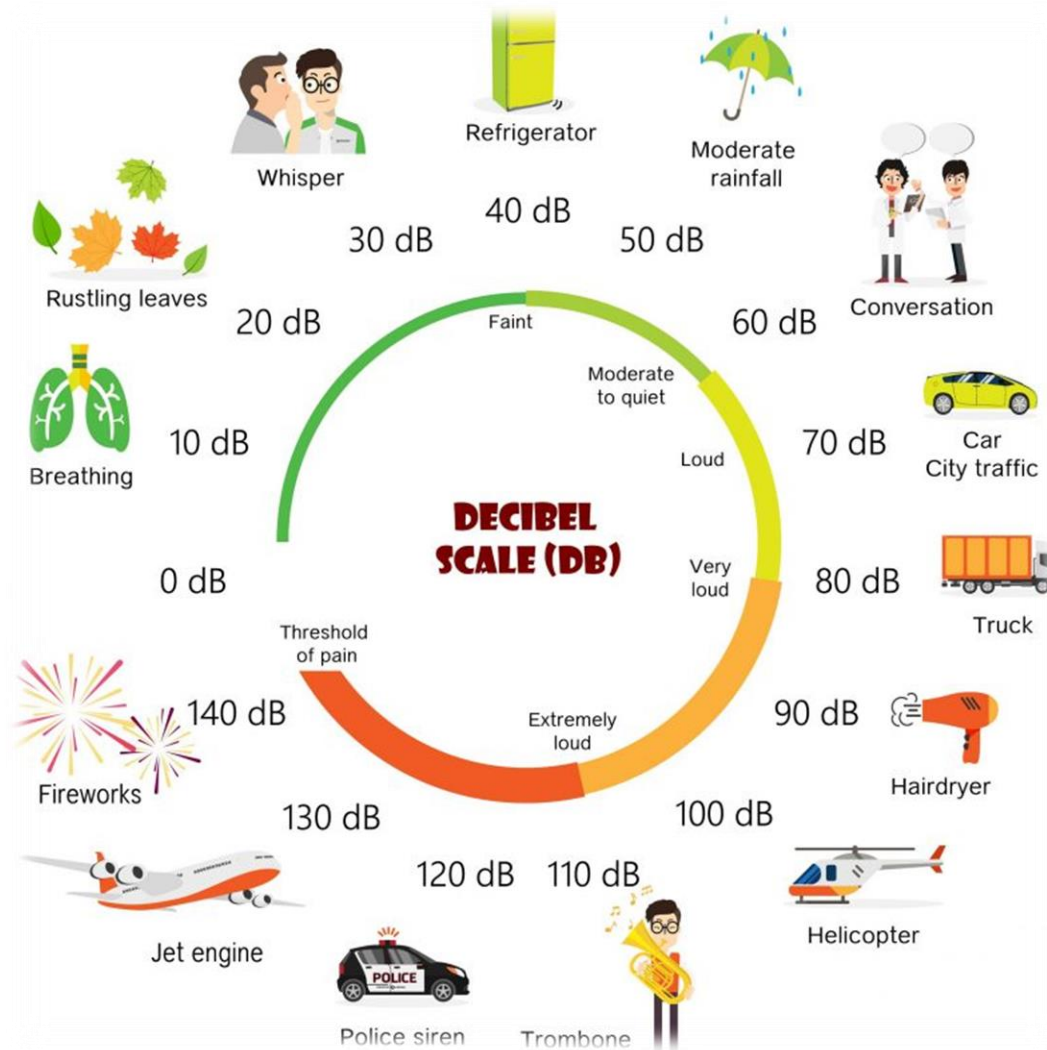 Refrigerator
Moderate
rainfall
Whisper
40 dB
30 dB
50 dB
Rustling leaves
Conversation
20 dB
Faint
60 dB
Moderate
to quiet
10 dB
70 dB
Car
City traffic
Breathing
Loud
DECIBEL
SCALE (DB)
0 dB
Very
loud
80 dB
Truck
Threshold
of pain
140 dB
Extremely
loud
90 dB
Fireworks
Hairdryer
130 dB
100 dB
120 dB
110 dB
Jet engine
Helicopter
POLICE
Police siren
Trombone